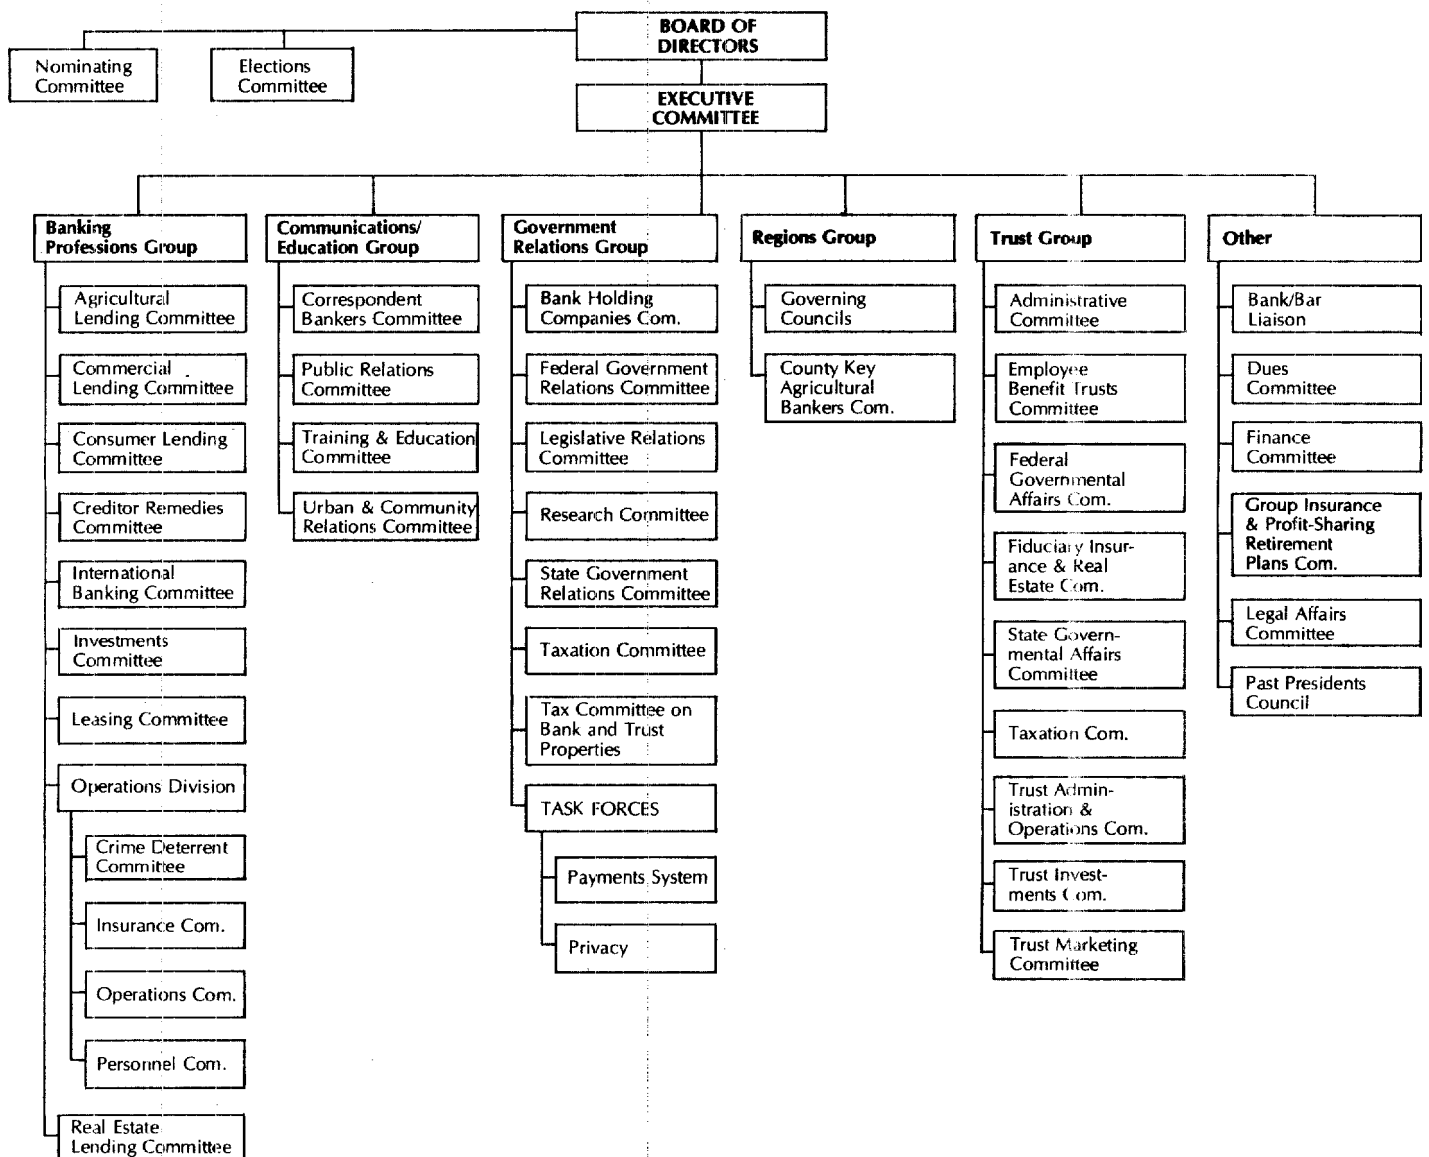 BOARD OF
DIRECTORS
Nominating
Committee
Elections
Committee
EXECUTIVE
COMMITTEE
Banking
Professions Group
Agricultural
Lending Committee
Commercial
Lending Committee
Consumer Lending
Committee
Creditor Remedies
Committee
International
Banking Committee
Investments
Committee
Leasing Committee
Operations Division
Crime Deterrent
Committee
Insurance Com.
Operations Com.
Personnel Com.
Real Estate
Lending Committee
Communications/
Education Group
Correspondent
Bankers Committee
Public Relations
Committee
Training & Education
Committee
Urban & Community
Relations Committee
Government
Relations Group
Bank Holding
Companies Com.
Federal Government
Relations Committee
Legislative Relations
Committee
Research Committee
State Government
Relations Committee
Taxation Committee
Tax Committee on
Bank and Trust
Properties
TASK FORCES
Payments System
Privacy
Regions Group
Governing
Councils
County Key
Agricultural
Bankers Com.
Trust Group
Administrative
Committee
Employee
Benefit Trusts
Committee
Federal
Governmental
Affairs Com.
Fiduciary Insur-
ance & Real
Estate Com.
State Govern-
mental Affairs
Committee
Taxation Com.
Trust Admin-
istration &
Operations Com.
Trust Invest-
ments Com.
Trust Marketing
Committee
Other
Bank/Bar
Liaison
Dues
Committee
Finance
Committee
Group Insurance
& Profit-Sharing
Retirement
Plans Com.
Legal Affairs
Committee
Past Presidents
Council